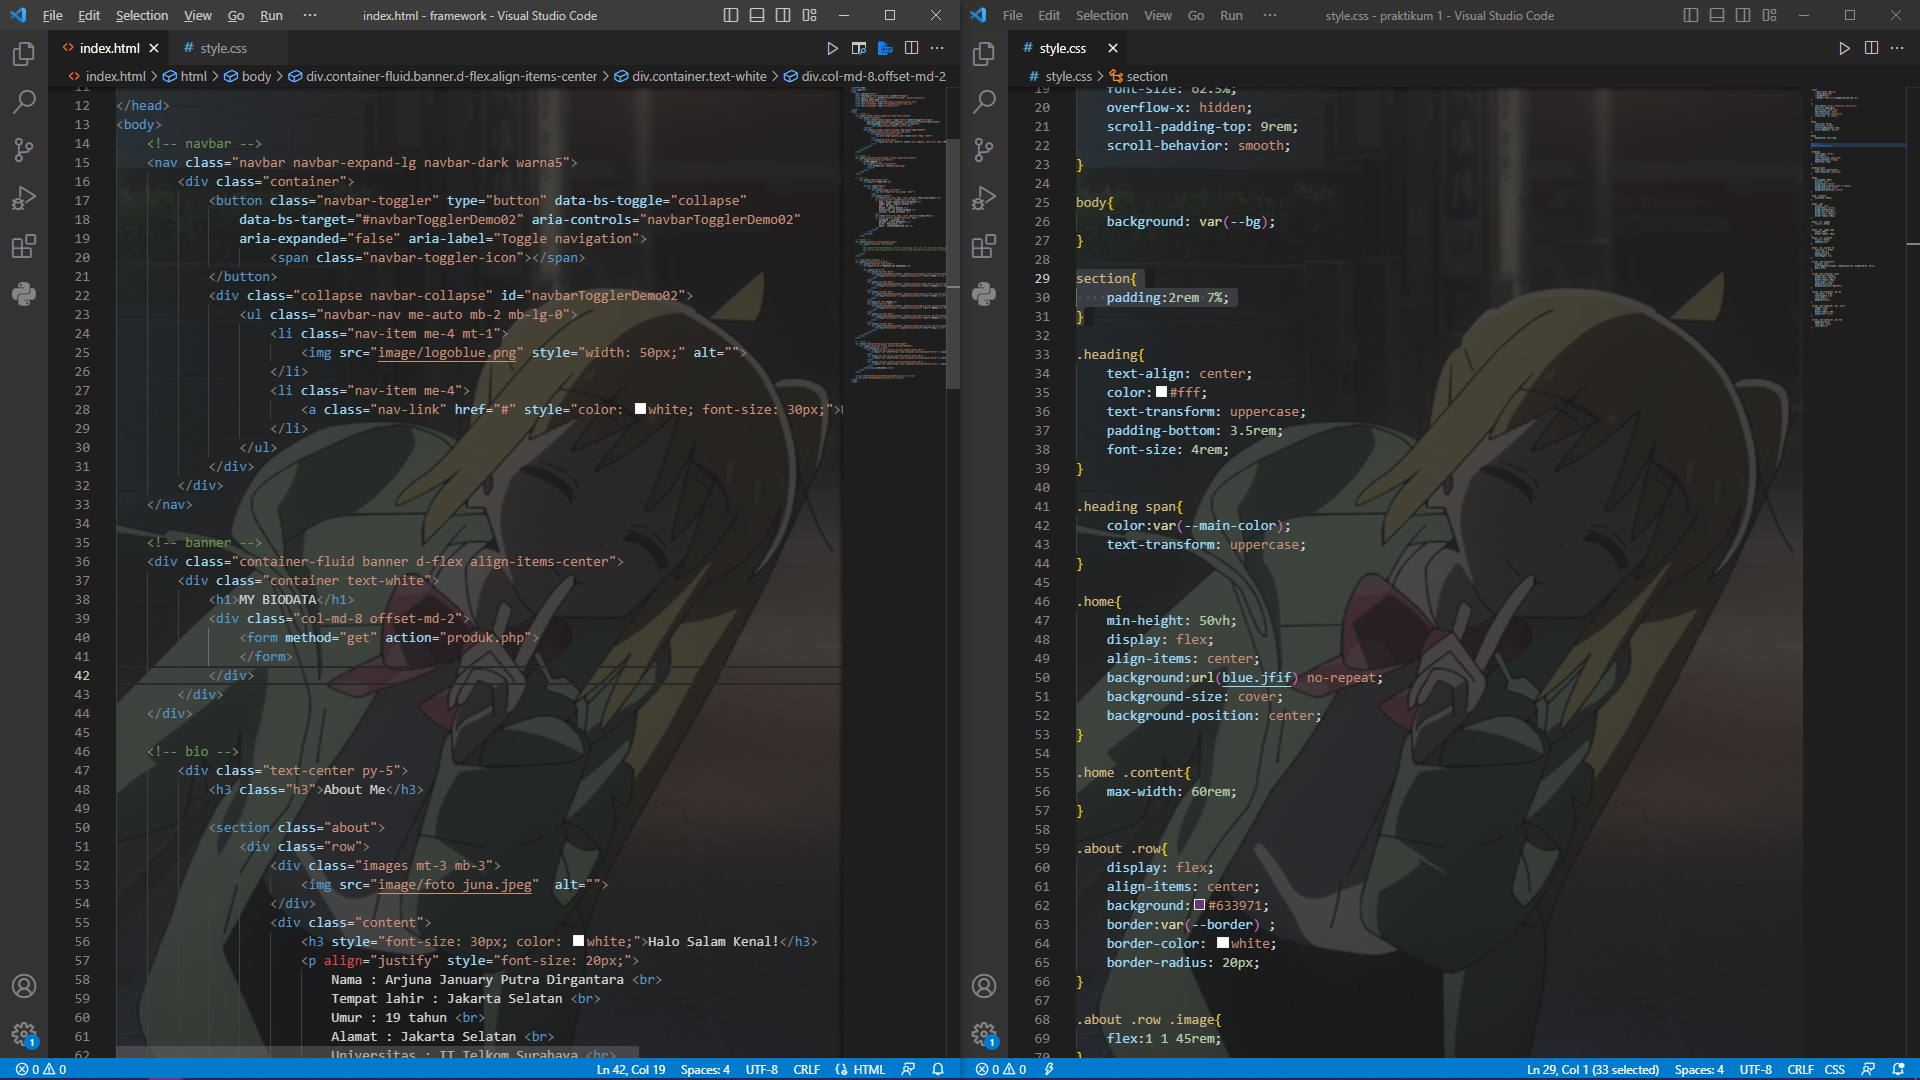 File Edit Selection View Go Run ··· index.html - framework - Visual Studio Code
index.html
# style.css
index.html > html > body > div.container-fluid.banner.d-flex.align-items-center > div.container.text-white > div.col-md-8.offset-md-2
11
12 </head>
13 <body>
14 <!-- navbar -->
15 <nav class="navbar navbar-expand-lg navbar-dark warna5">
16 <div class="container">
17 <button class="navbar-toggler" type="button" data-bs-toggle="collapse"
18 data-bs-target="#navbarTogglerDemo02" aria-controls="navbarTogglerDemo02"
19 aria-expanded="false" aria-label="Toggle navigation">
20 <span class="navbar-toggler-icon"></span>
21 </button>
22 <div class="collapse navbar-collapse" id="navbarTogglerDemo02">
23 <ul class="navbar-nav me-auto mb-2 mb-lg-0">
24 <li class="nav-item me-4 mt-1">
25 <img src="image/logoblue.png" style="width: 50px;" alt="">
26 </li>
27 <li class="nav-item me-4">
28 <a class="nav-link" href="#" style="color: white; font-size: 30px;">
29 </li>
30 </ul>
31 </div>
32 </div>
33 </nav>
34
35 <!-- banner -->
36 <div class="container-fluid banner d-flex align-items-center">
37 <div class="container text-white">
38 <h1>MY BIODATA</h1>
39 <div class="col-md-8 offset-md-2">
40 <form method="get" action="produk.php">
41 </form>
42 </div>
43 </div>
44 </div>
45
46 <!-- bio -->
47 <div class="text-center py-5">
48 <h3 class="h3">About Me</h3>
49
50 <section class="about">
51 <div class="row">
52 <div class="images mt-3 mb-3">
53 <img src="image/foto juna.jpeg"  alt="">
54 </div>
55 <div class="content">
56 <h3 style="font-size: 30px; color: white;">Halo Salam Kenal!</h3>
57 <p align="justify" style="font-size: 20px;">
58 Nama : Arjuna January Putra Dirgantara <br>
59 Tempat lahir : Jakarta Selatan <br>
60 Umur : 19 tahun <br>
61 Alamat : Jakarta Selatan <br>
62 Universitas : IT Telkom Surabaya <br>
1
0 0 Ln 42, Col 19 Spaces: 4 UTF-8 CRLF HTML
File Edit Selection View Go Run ··· style.css - praktikum 1 - Visual Studio Code
# style.css
# style.css > section
19 font-size: 62.5%;
20 overflow-x: hidden;
21 scroll-padding-top: 9rem;
22 scroll-behavior: smooth;
23 }
24
25 body{
26 background: var(--bg);
27 }
28
29 section{
30 ····padding:2rem·7%;
31 }
32
33 .heading{
34 text-align: center;
35 color: #fff;
36 text-transform: uppercase;
37 padding-bottom: 3.5rem;
38 font-size: 4rem;
39 }
40
41 .heading span{
42 color:var(--main-color);
43 text-transform: uppercase;
44 }
45
46 .home{
47 min-height: 50vh;
48 display: flex;
49 align-items: center;
50 background:url(blue.jfif) no-repeat;
51 background-size: cover;
52 background-position: center;
53 }
54
55 .home .content{
56 max-width: 60rem;
57 }
58
59 .about .row{
60 display: flex;
61 align-items: center;
62 background: #633971;
63 border:var(--border) ;
64 border-color: white;
65 border-radius: 20px;
66 }
67
68 .about .row .image{
69 flex:1 1 45rem;
70 }
1
0 0 Ln 29, Col 1 (33 selected) Spaces: 4 UTF-8 CRLF CSS